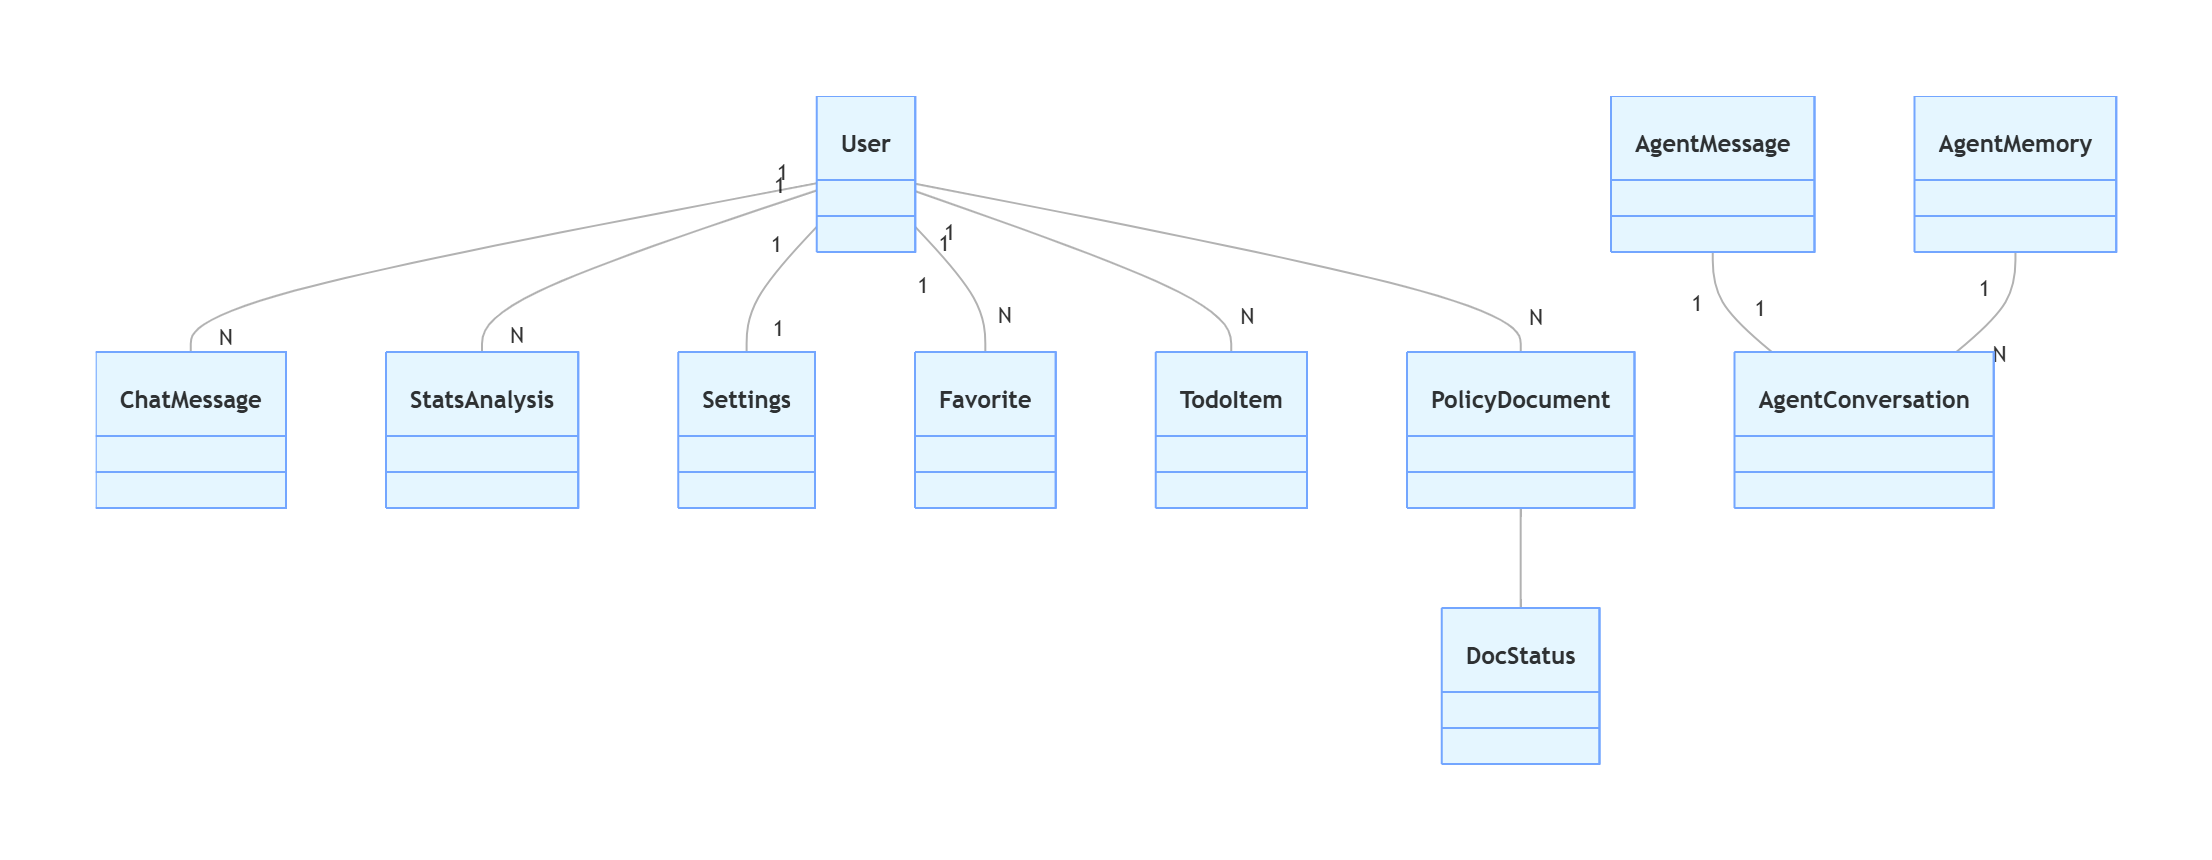 User
AgentMessage
AgentMemory
1
1
1
1
1
1
1
1
1
N
N
1
N
N
N
N
ChatMessage
StatsAnalysis
Settings
Favorite
TodoItem
PolicyDocument
AgentConversation
DocStatus